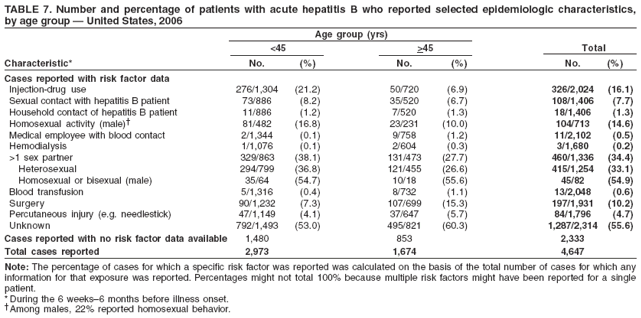 TABLE 7. Number and percentage of patients with acute hepatitis B who reported selected epidemiologic characteristics,
by age group — United States, 2006
Age group (yrs)
<45 ≥45 Total
Characteristic* No. (%) No. (%) No. (%)
Cases reported with risk factor data
Injection-drug use 276/1,304 (21.2) 50/720 (6.9) 326/2,024 (16.1)
Sexual contact with hepatitis B patient 73/886 (8.2) 35/520 (6.7) 108/1,406 (7.7)
Household contact of hepatitis B patient 11/886 (1.2) 7/520 (1.3) 18/1,406 (1.3)
Homosexual activity (male)† 81/482 (16.8) 23/231 (10.0) 104/713 (14.6)
Medical employee with blood contact 2/1,344 (0.1) 9/758 (1.2) 11/2,102 (0.5)
Hemodialysis 1/1,076 (0.1) 2/604 (0.3) 3/1,680 (0.2)
>1 sex partner 329/863 (38.1) 131/473 (27.7) 460/1,336 (34.4)
Heterosexual 294/799 (36.8) 121/455 (26.6) 415/1,254 (33.1)
Homosexual or bisexual (male) 35/64 (54.7) 10/18 (55.6) 45/82 (54.9)
Blood transfusion 5/1,316 (0.4) 8/732 (1.1) 13/2,048 (0.6)
Surgery 90/1,232 (7.3) 107/699 (15.3) 197/1,931 (10.2)
Percutaneous injury (e.g. needlestick) 47/1,149 (4.1) 37/647 (5.7) 84/1,796 (4.7)
Unknown 792/1,493 (53.0) 495/821 (60.3) 1,287/2,314 (55.6)
Cases reported with no risk factor data available 1,480 853 2,333
Total cases reported 2,973 1,674 4,647
Note: The percentage of cases for which a specific risk factor was reported was calculated on the basis of the total number of cases for which any
information for that exposure was reported. Percentages might not total 100% because multiple risk factors might have been reported for a single
patient.
* During the 6 weeks–6 months before illness onset.
† Among males, 22% reported homosexual behavior.